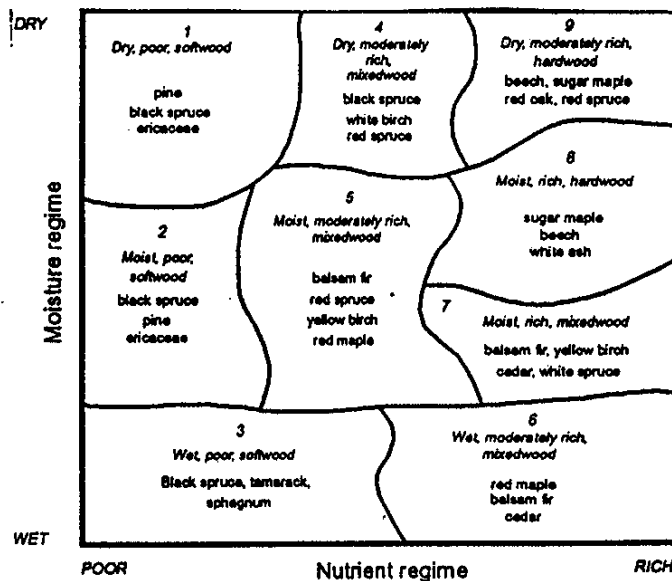 DRY
1
Dry, poor, softwood
pine
black spruce
ericaceae
4
Dry, moderately
rich,
mixedwood
black spruce
white birch
red spruce
9
Dry, moderately rich,
hardwood
beech, sugar maple
red oak, red spruce
8
Moist, rich, hardwood
sugar maple
beech
white ash
2
Moist, poor,
softwood
black spruce
pine
ericaceae
5
Moist, moderately rich,
mixedwood
balsam fir
red spruce
yellow birch
red maple
7
Moist, rich, mixedwood
balsam fir, yellow birch
cedar, white spruce
3
Wet, poor, softwood
Black spruce, tamarack,
sphegnum
6
Wet, moderately rich,
mixedwood
red maple
balsam fir
cedar
Moisture regime
WET
POOR
Nutrient regime
RICH